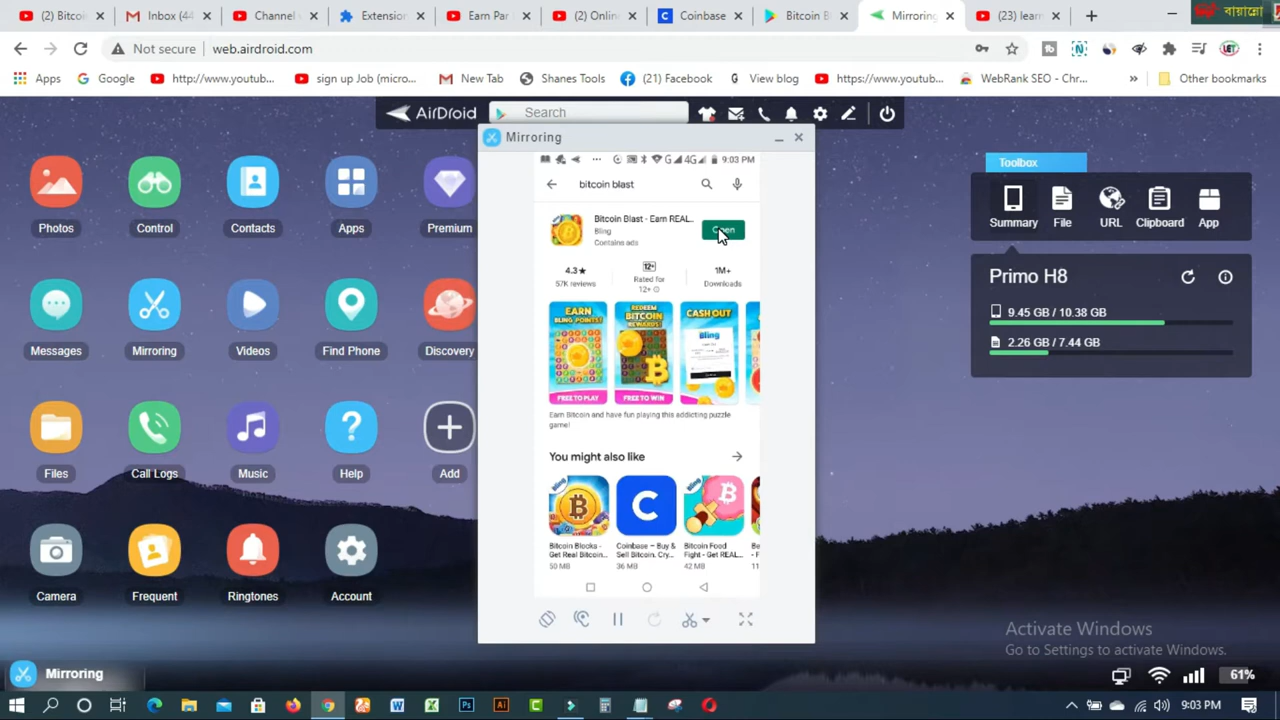 (2) Bitcoi
Inbox (44
Channel
Extension
Earn Pay
(2) Onlin
Coinbase
Bitcoin B
Mirroring
(23) learn
বায়ান্নো
Not secure
web.airdroid.com
Apps
Google
http://www.youtub...
sign up Job (micro...
New Tab
Shanes Tools
(21) Facebook
View blog
https://www.youtub...
WebRank SEO - Chr...
Other bookmarks
AirDroid
Search
Mirroring
9:03 PM
bitcoin blast
Bitcoin Blast - Earn REAL..
Bling
Contains ads
Open
4.3★
57K reviews
12+
Rated for
12+
1M+
Downloads
EARN
BLING POINTS!
FREE TO PLAY
REDEEM
BITCOIN
REWARDS!
FREE TO WIN
CASH OUT
Bling
Earn Bitcoin and have fun playing this addicting puzzle
game!
You might also like
Bitcoin Blocks -
Get Real Bitcoin...
50 MB
Coinbase – Buy &
Sell Bitcoin. Cry...
36 MB
Bitcoin Food
Fight - Get REAL...
42 MB
Photos
Control
Contacts
Apps
Premium
Messages
Mirroring
Videos
Find Phone
Discovery
Files
Call Logs
Music
Help
Add
Camera
Frequent
Ringtones
Account
Toolbox
Summary
File
URL
Clipboard
App
Primo H8
9.45 GB / 10.38 GB
2.26 GB / 7.44 GB
Activate Windows
Go to Settings to activate Windows.
Mirroring
61%
9:03 PM